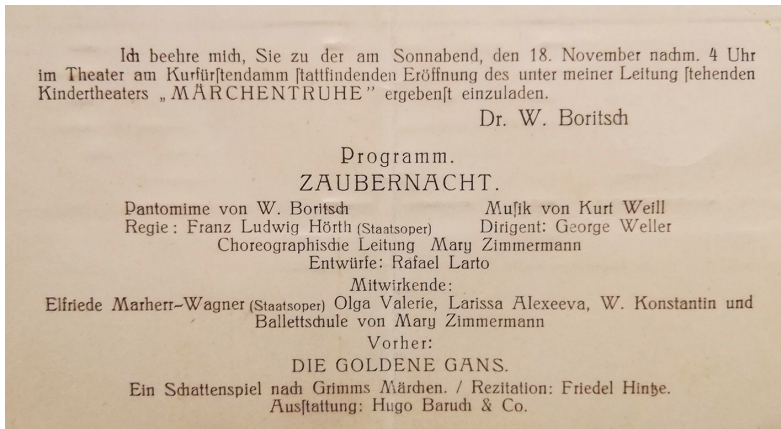 Ich beehre mich, Sie zu der am Sonnabend, den 18. November nachm. 4 Uhr
im Theater am Kurfürſtendamm ſtattfindenden Eröffnung des unter meiner Leitung ſtehenden
Kindertheaters „MÄRCHENTRUHE” ergebenſt einzuladen.
Dr. W. Boritsch
Programm.
ZAUBERNACHT.
Pantomime von W. Boritsch Muſik von Kurt Weill
Regie: Franz Ludwig Hörth (Staatsoper) Dirigent: George Weller
Choreographische Leitung Mary Zimmermann
Entwürfe: Rafael Larto
Mitwirkende:
Elfriede Marherr-Wagner (Staatsoper) Olga Valerie, Larissa Alexeeva, W. Konstantin und
Ballettschule von Mary Zimmermann
Vorher:
DIE GOLDENE GANS.
Ein Schattenspiel nach Grimms Märchen. / Rezitation: Friedel Hintze.
Ausſtattung: Hugo Baruch & Co.